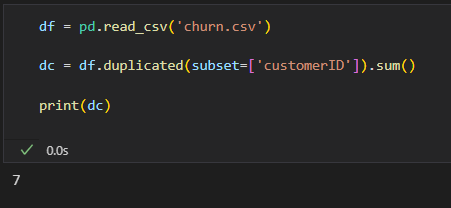 df = pd.read_csv('churn.csv')
dc = df.duplicated(subset=['customerID']).sum()
print(dc)
0.0s
7